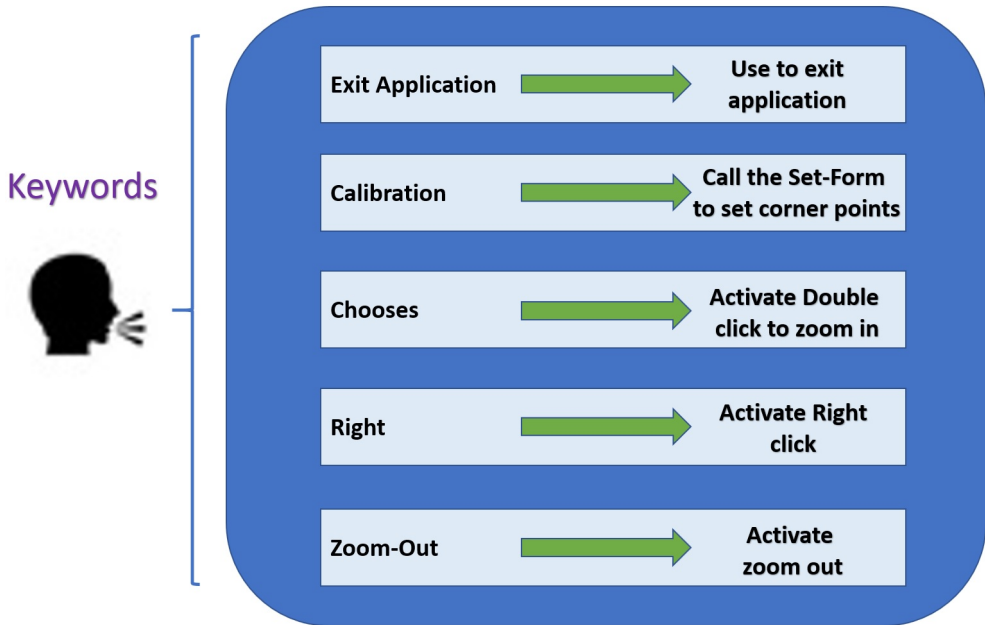 Keywords
Exit Application
Use to exit
application
Calibration
Call the Set-Form
to set corner points
Chooses
Activate Double
click to zoom in
Right
Activate Right
click
Zoom-Out
Activate
zoom out